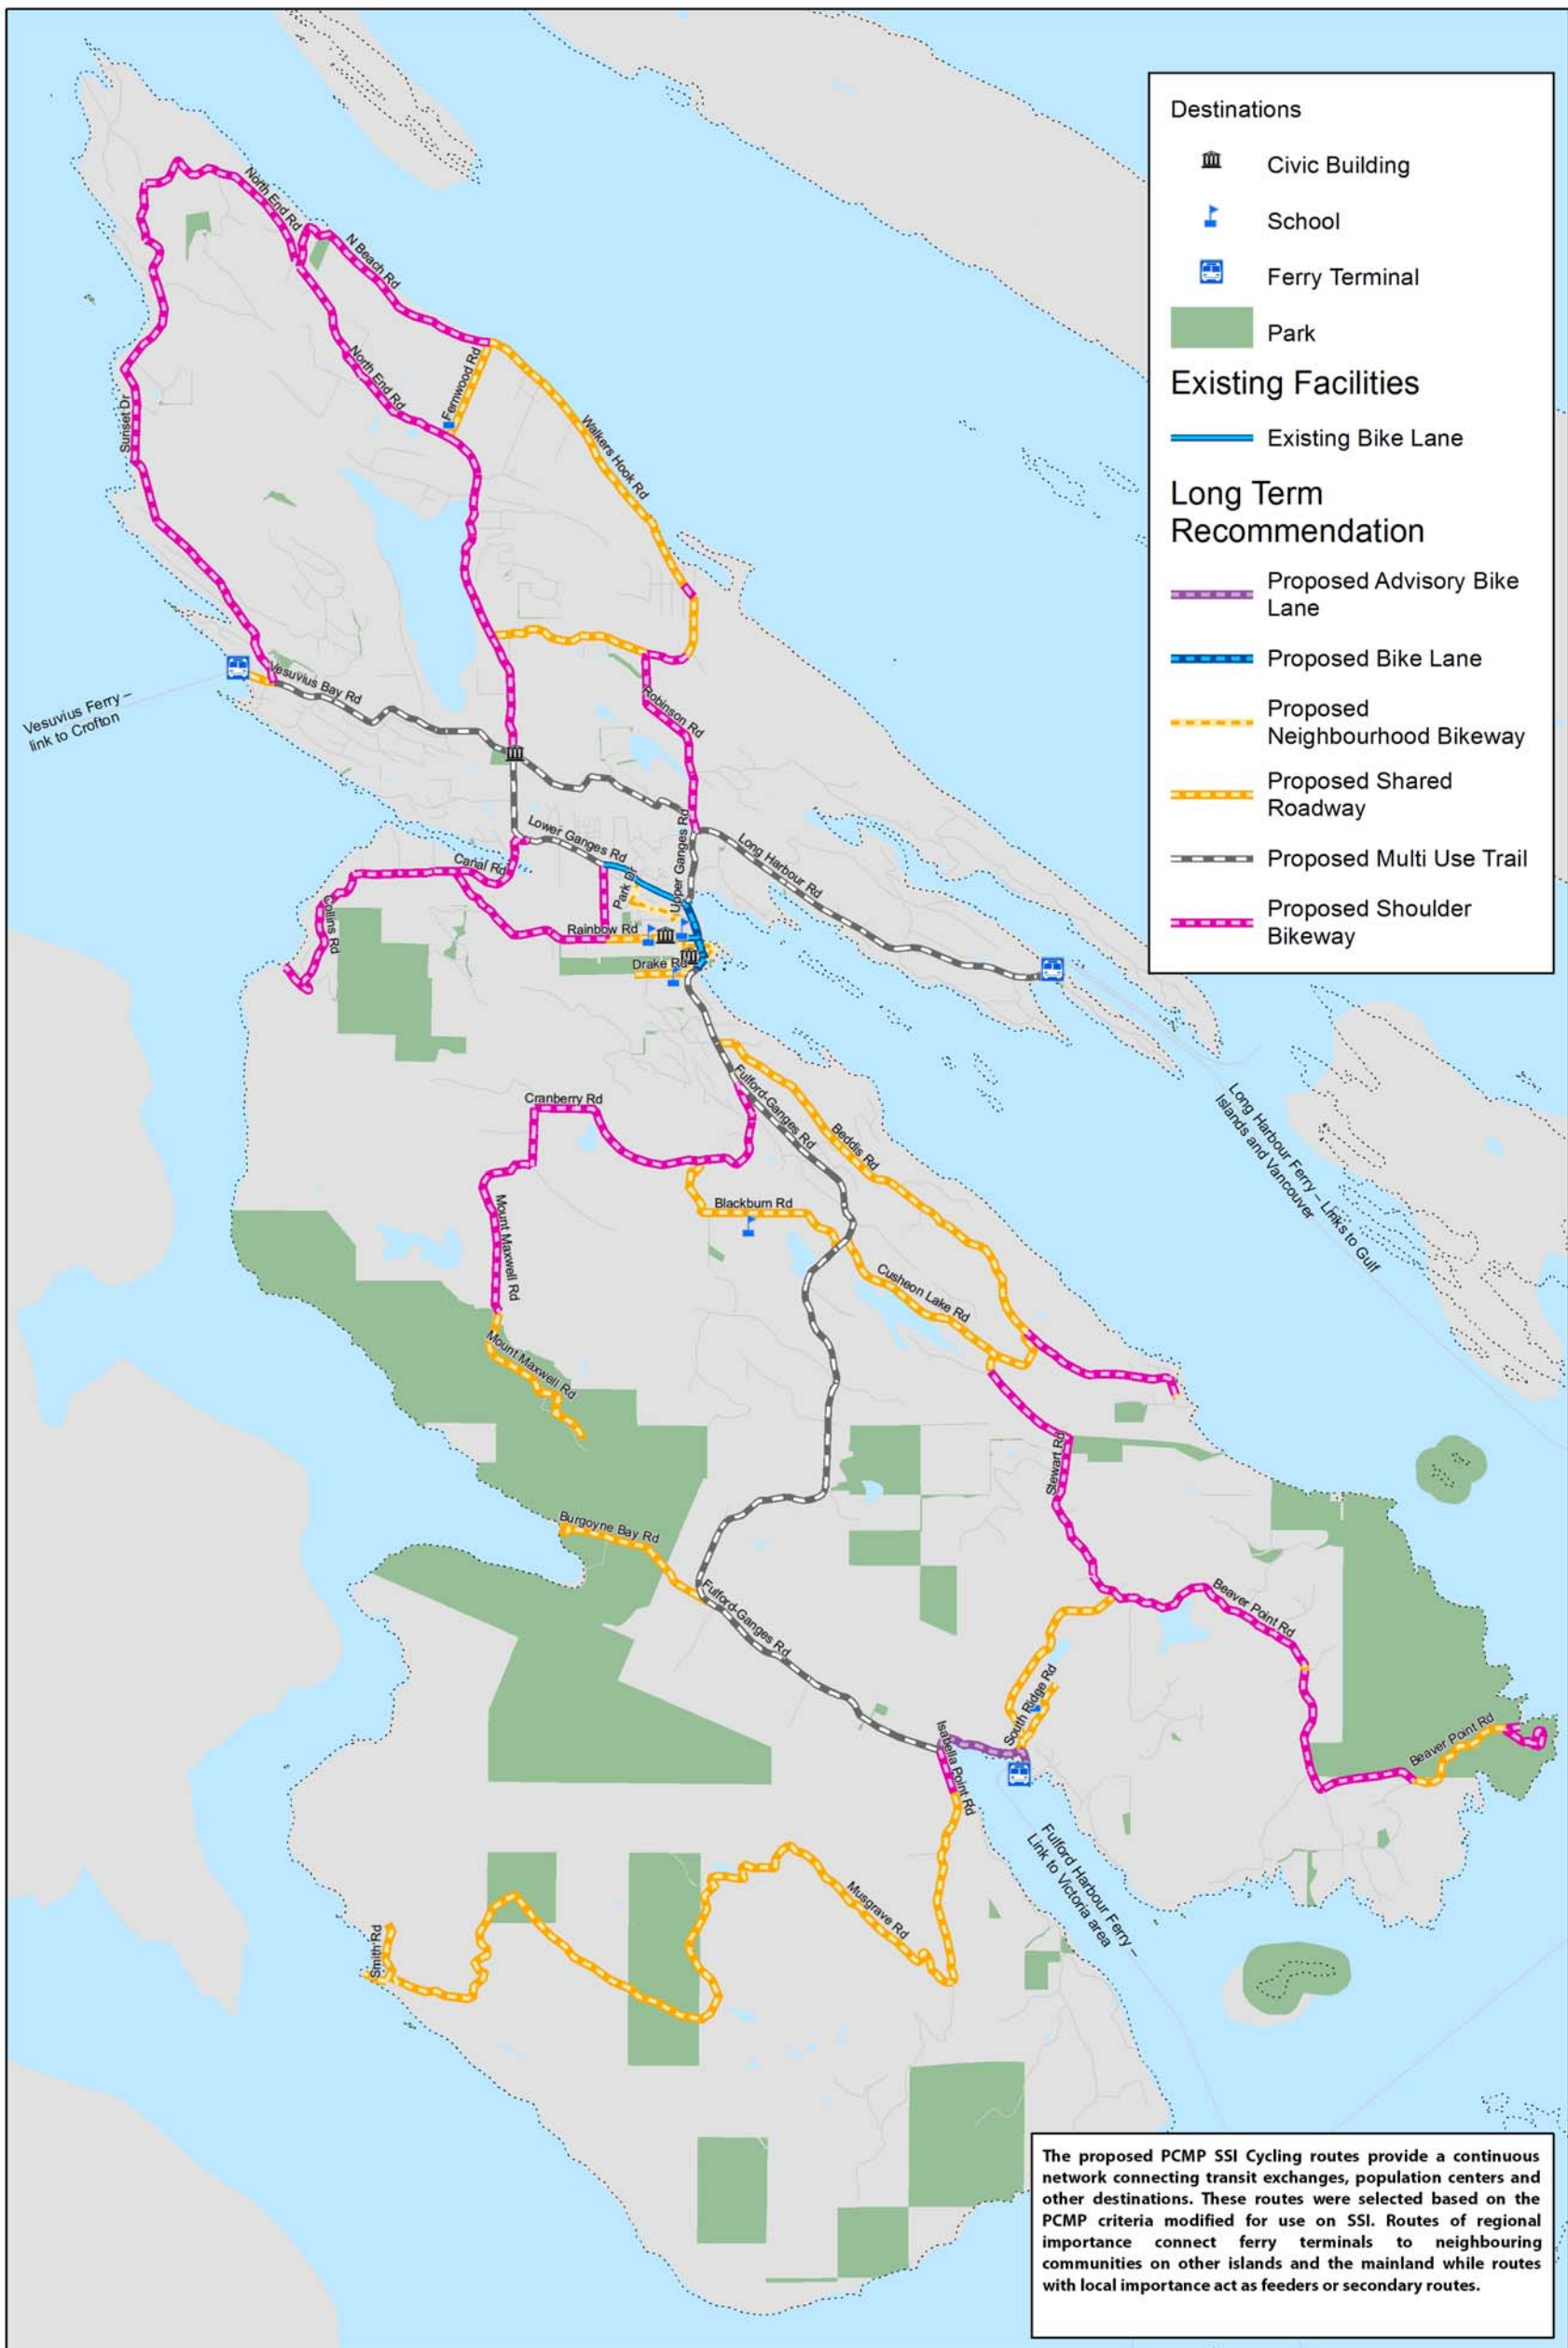 Destinations
Civic Building
School
Ferry Terminal
Park
Existing Facilities
Existing Bike Lane
Long Term
Recommendation
Proposed Advisory Bike
Lane
Proposed Bike Lane
Proposed
Neighbourhood Bikeway
Proposed Shared
Roadway
Proposed Multi Use Trail
Proposed Shoulder
Bikeway
North End Rd
N Beach Rd
North End Rd
Fernwood Rd
Walkers Hook Rd
Sunset Dr
Vesuvius Bay Rd
Vesuvius Ferry –
link to Crofton
Robinson Rd
Upper Ganges Rd
Lower Ganges Rd
Long Harbour Rd
Canal Rd
Park Dr
Collins Rd
Rainbow Rd
Drake Rd
Long Harbour Ferry – Links to Gulf
Islands and Vancouver
Fulford-Ganges Rd
Cranberry Rd
Beddis Rd
Mount Maxwell Rd
Blackburn Rd
Cusheon Lake Rd
Mount Maxwell Rd
Stewart Rd
Burgoyne Bay Rd
Fulford-Ganges Rd
Beaver Point Rd
South Ridge Rd
Isabella Point Rd
Beaver Point Rd
Fulford Harbour Ferry –
Link to Victoria area
Musgrave Rd
Smith Rd
The proposed PCMP SSI Cycling routes provide a continuous
network connecting transit exchanges, population centers and
other destinations. These routes were selected based on the
PCMP criteria modified for use on SSI. Routes of regional
importance connect ferry terminals to neighbouring
communities on other islands and the mainland while routes
with local importance act as feeders or secondary routes.